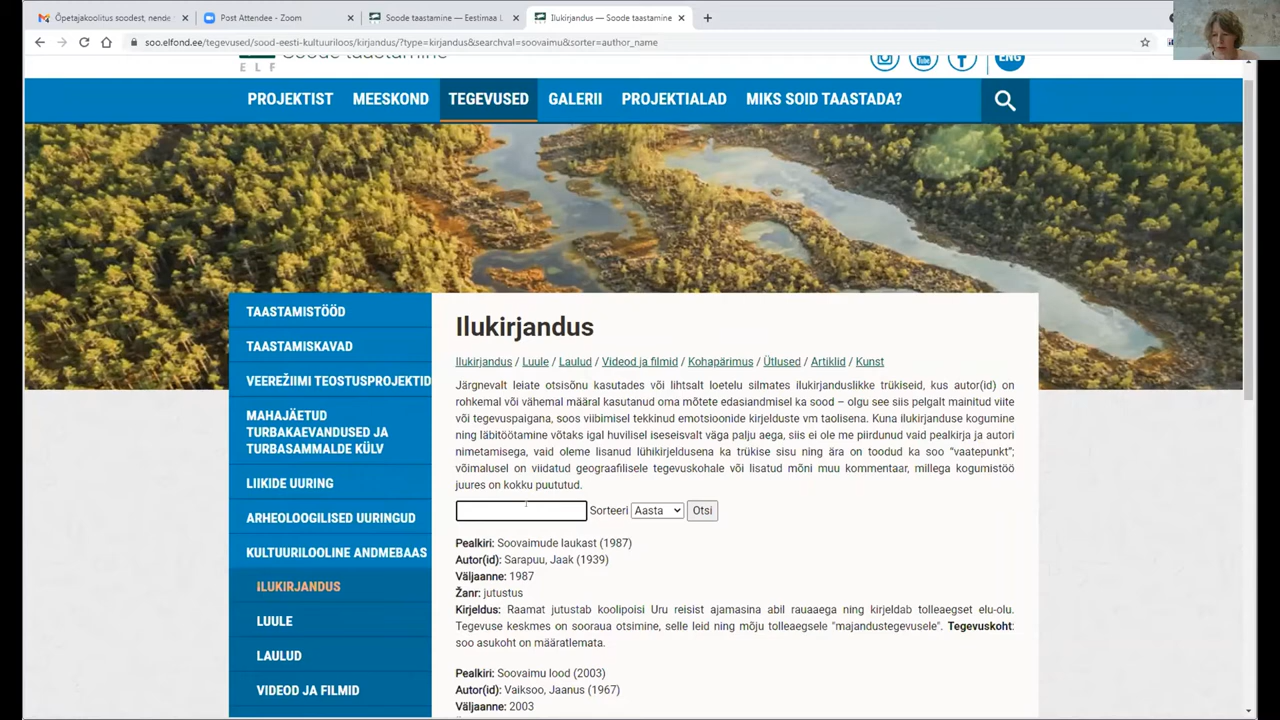 Õpetajakoolitus soodest, nende
Post Attendee - Zoom
Soode taastamine — Eestimaa L
Ilukirjandus — Soode taastamine
soo.elfond.ee/tegevused/sood-eesti-kultuuriloos/kirjandus/?type=kirjandus&searchval=soovaimu&sorter=author_name
Soode taastamine
ELF
ENG
PROJEKTIST
MEESKOND
TEGEVUSED
GALERII
PROJEKTIALAD
MIKS SOID TAASTADA?
TAASTAMISTÖÖD
TAASTAMISKAVAD
VEEREŽIIMI TEOSTUSPROJEKTID
MAHAJÄETUD
TURBAKAEVANDUSED JA
TURBASAMMALDE KÜLV
LIIKIDE UURING
ARHEOLOOGILISED UURINGUD
KULTUURILOOLINE ANDMEBAAS
ILUKIRJANDUS
LUULE
LAULUD
VIDEOD JA FILMID
Ilukirjandus
Ilukirjandus / Luule / Laulud / Videod ja filmid / Kohapärimus / Ütlused / Artiklid / Kunst
Järgnevalt leiate otsisõnu kasutades või lihtsalt loetelu silmates ilukirjanduslikke trükiseid, kus autor(id) on
rohkemal või vähemal määral kasutanud oma mõtete edasiandmisel ka sood – olgu see siis pelgalt mainitud viite
või tegevuspaigana, soos viibimisel tekkinud emotsioonide kirjelduste vm taolisena. Kuna ilukirjanduse kogumine
ning läbitöötamine võtaks igal huvilisel iseseisvalt väga palju aega, siis ei ole me piirdunud vaid pealkirja ja autori
nimetamisega, vaid oleme lisanud lühikirjeldusena ka trükise sisu ning ära on toodud ka soo "vaatepunkt";
võimalusel on viidatud geograafilisele tegevuskohale või lisatud mõni muu kommentaar, millega kogumistöö
juures on kokku puututud.
Sorteeri Aasta Otsi
Pealkiri: Soovaimude laukast (1987)
Autor(id): Sarapuu, Jaak (1939)
Väljaanne: 1987
Žanr: jutustus
Kirjeldus: Raamat jutustab koolipoisi Uru reisist ajamasina abil rauaaega ning kirjeldab tolleaegset elu-olu.
Tegevuse keskmes on sooraua otsimine, selle leid ning mõju tolleaegsele "majandustegevusele". Tegevuskoht:
soo asukoht on määratlemata.
Pealkiri: Soovaimu lood (2003)
Autor(id): Vaiksoo, Jaanus (1967)
Väljaanne: 2003